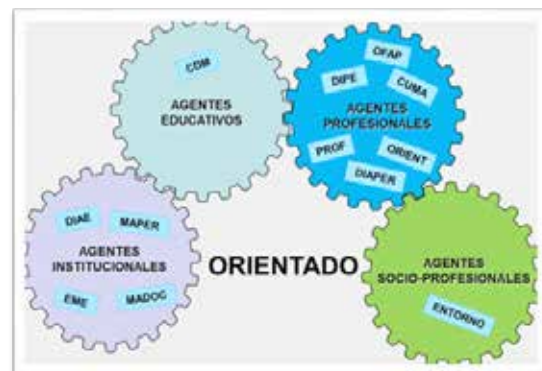 CDM
AGENTES
EDUCATIVOS
OFAP
DIPE
CUMA
AGENTES
PROFESIONALES
PROF
ORIENT
DIAPER
DIAE
MAPER
AGENTES
INSTITUCIONALES
EME
MADOC
ORIENTADO
AGENTES
SOCIO-PROFESIONALES
ENTORNO